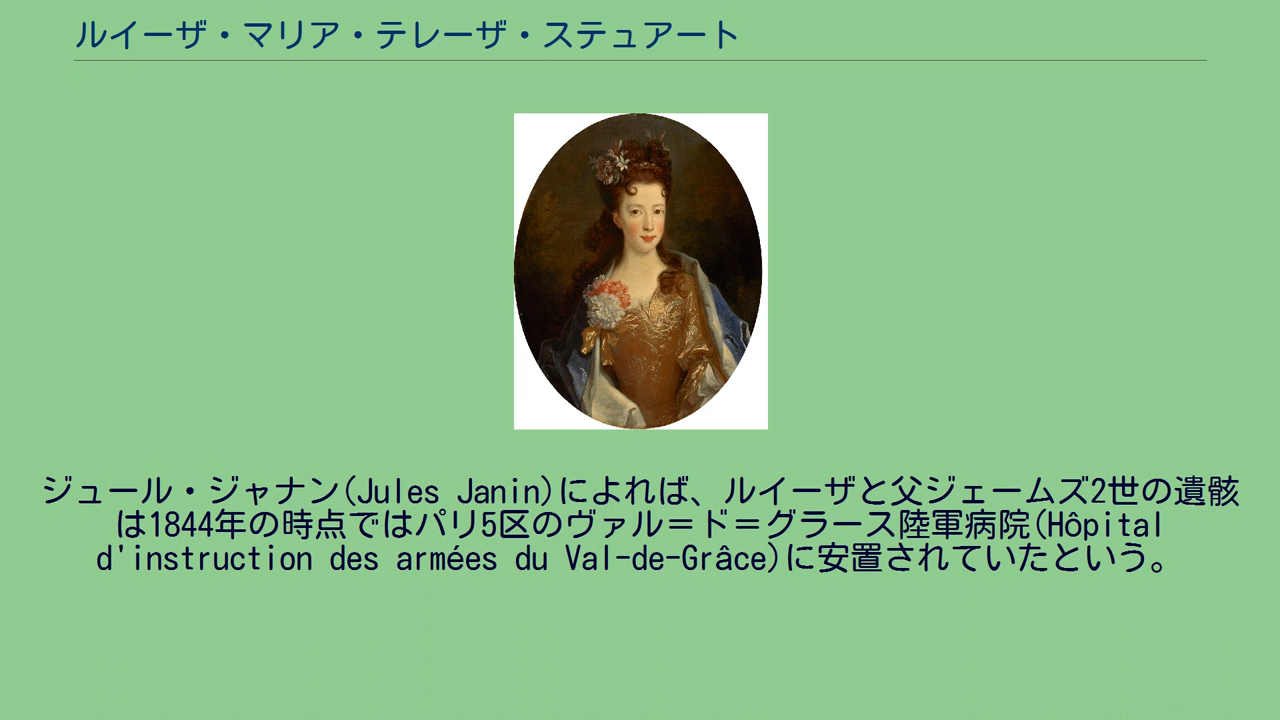 ルイーザ・マリア・テレーザ・ステュアート
ジュール・ジャナン(Jules Janin)によれば、ルイーザと父ジェームズ2世の遺骸
は1844年の時点ではパリ5区のヴァル＝ド＝グラース陸軍病院(Hôpital
d'instruction des armées du Val-de-Grâce)に安置されていたという。